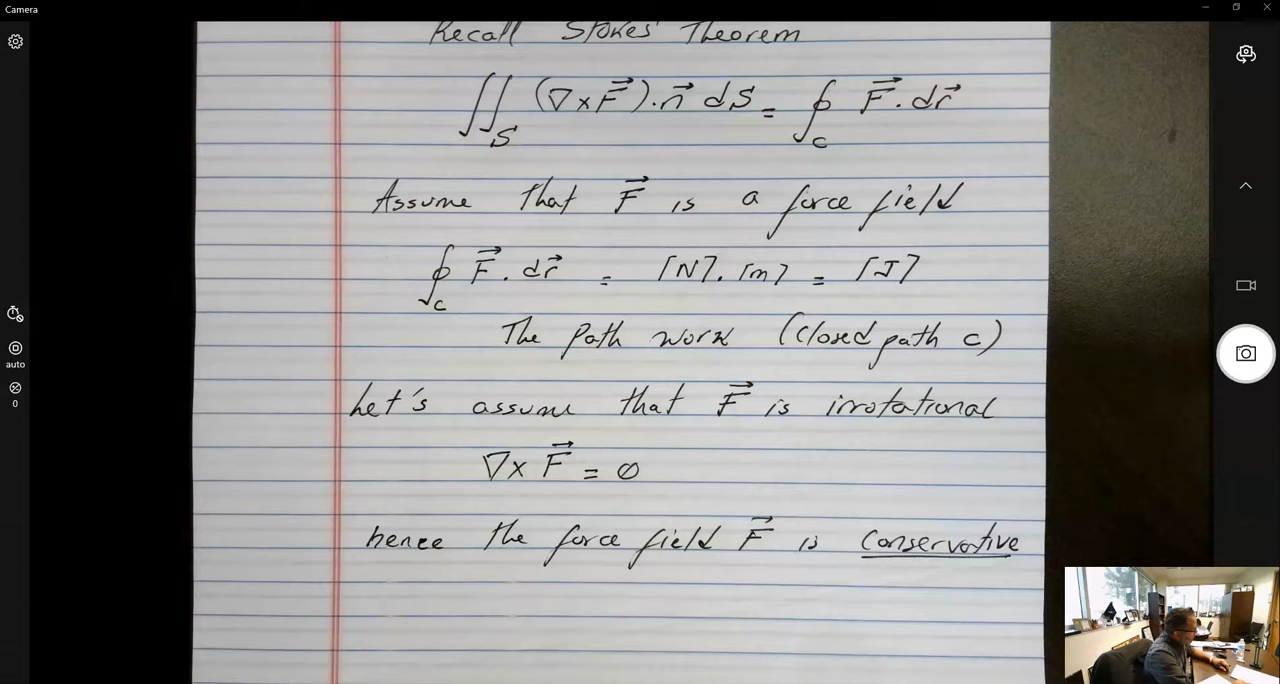 Camera
Recall Stokes' Theorem
∬_S (∇×F⃗).n⃗ dS = ∮_C F⃗.dr⃗
Assume that F⃗ is a force field
∮_C F⃗.dr⃗ = [N].[m] = [J]
The path work (closed path c)
Let's assume that F⃗ is irrotational
∇× F⃗ = 0
hence the force field F⃗ is conservative
auto
0